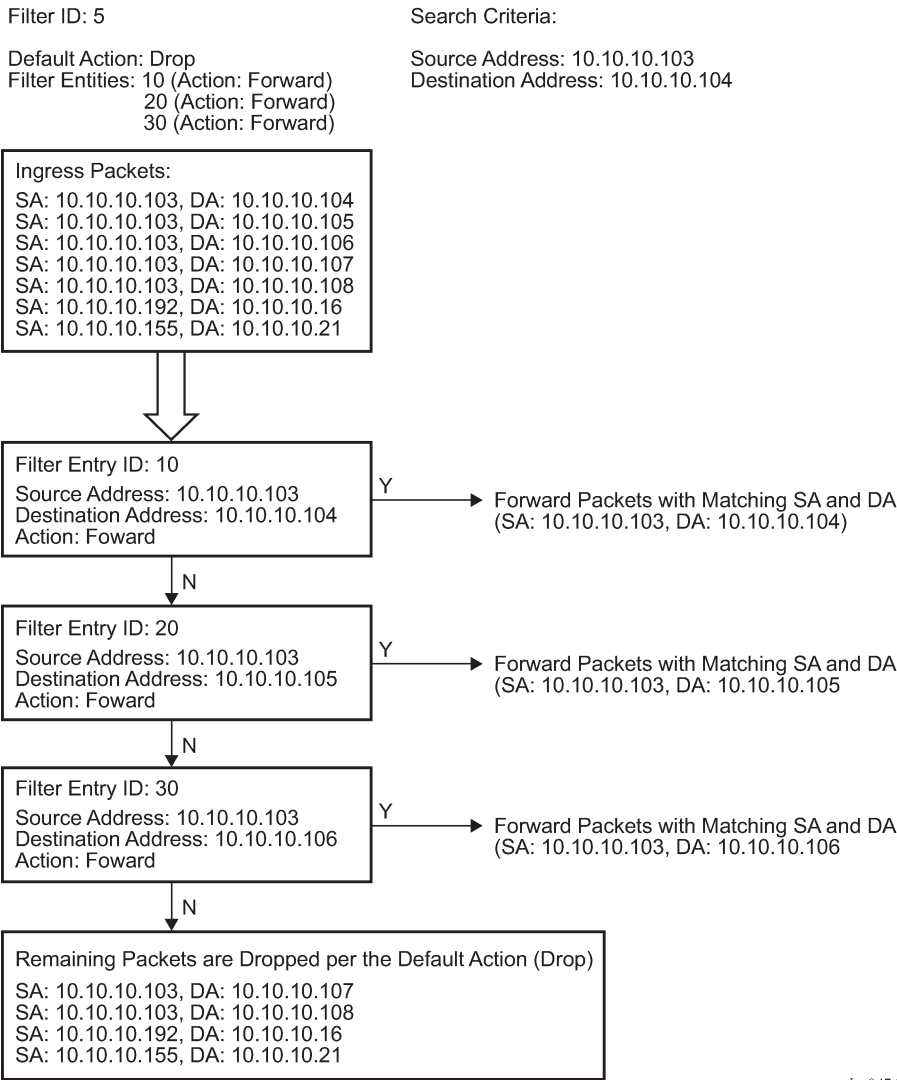 Filter ID: 5
Search Criteria:
Default Action: Drop
Source Address: 10.10.10.103
Filter Entities: 10 (Action: Forward)
Destination Address: 10.10.10.104
20 (Action: Forward)
30 (Action: Forward)
Ingress Packets:
SA: 10.10.10.103, DA: 10.10.10.104
SA: 10.10.10.103, DA: 10.10.10.105
SA: 10.10.10.103, DA: 10.10.10.106
SA: 10.10.10.103, DA: 10.10.10.107
SA: 10.10.10.103, DA: 10.10.10.108
SA: 10.10.10.192, DA: 10.10.10.16
SA: 10.10.10.155, DA: 10.10.10.21
Filter Entry ID: 10
Source Address: 10.10.10.103
Destination Address: 10.10.10.104
Action: Foward
Y
Forward Packets with Matching SA and DA
(SA: 10.10.10.103, DA: 10.10.10.104)
N
Filter Entry ID: 20
Source Address: 10.10.10.103
Destination Address: 10.10.10.105
Action: Foward
Y
Forward Packets with Matching SA and DA
(SA: 10.10.10.103, DA: 10.10.10.105
N
Filter Entry ID: 30
Source Address: 10.10.10.103
Destination Address: 10.10.10.106
Action: Foward
Y
Forward Packets with Matching SA and DA
(SA: 10.10.10.103, DA: 10.10.10.106
N
Remaining Packets are Dropped per the Default Action (Drop)
SA: 10.10.10.103, DA: 10.10.10.107
SA: 10.10.10.103, DA: 10.10.10.108
SA: 10.10.10.192, DA: 10.10.10.16
SA: 10.10.10.155, DA: 10.10.10.21